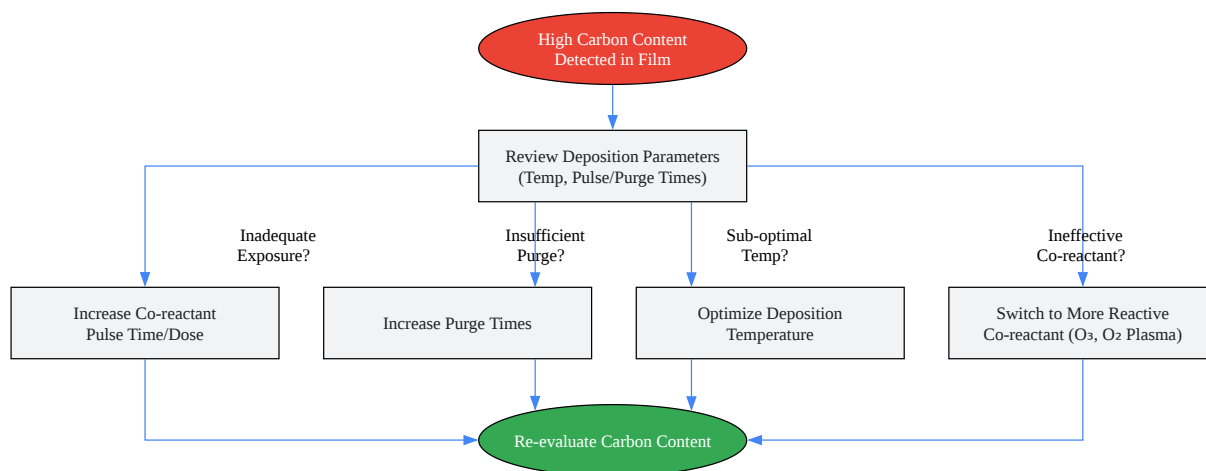 High Carbon Content
Detected in Film
Review Deposition Parameters
(Temp, Pulse/Purge Times)
Inadequate
Exposure?
Insufficient
Purge?
Sub-optimal
Temp?
Ineffective
Co-reactant?
Increase Co-reactant
Pulse Time/Dose
Increase Purge Times
Optimize Deposition
Temperature
Switch to More Reactive
Co-reactant (O₃, O₂ Plasma)
Re-evaluate Carbon Content